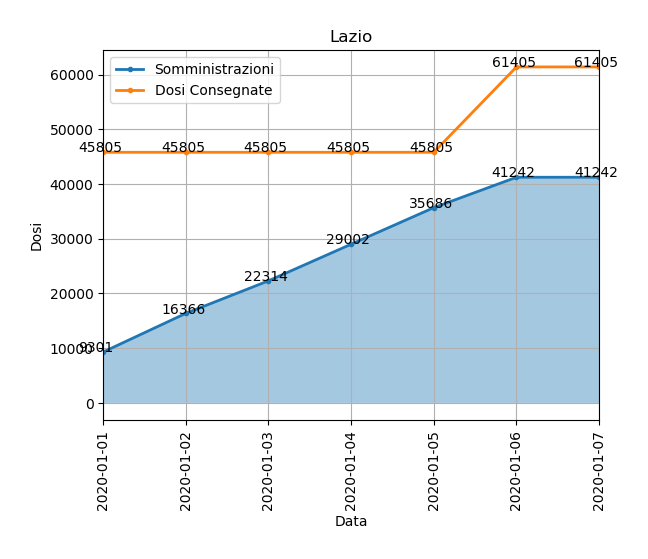 Lazio
Somministrazioni
Dosi Consegnate
60000
50000
40000
30000
20000
10000
0
Dosi
45805 45805 45805 45805 45805 61405 61405
9301 16366 22314 29002 35686 41242 41242
2020-01-01 2020-01-02 2020-01-03 2020-01-04 2020-01-05 2020-01-06 2020-01-07
Data